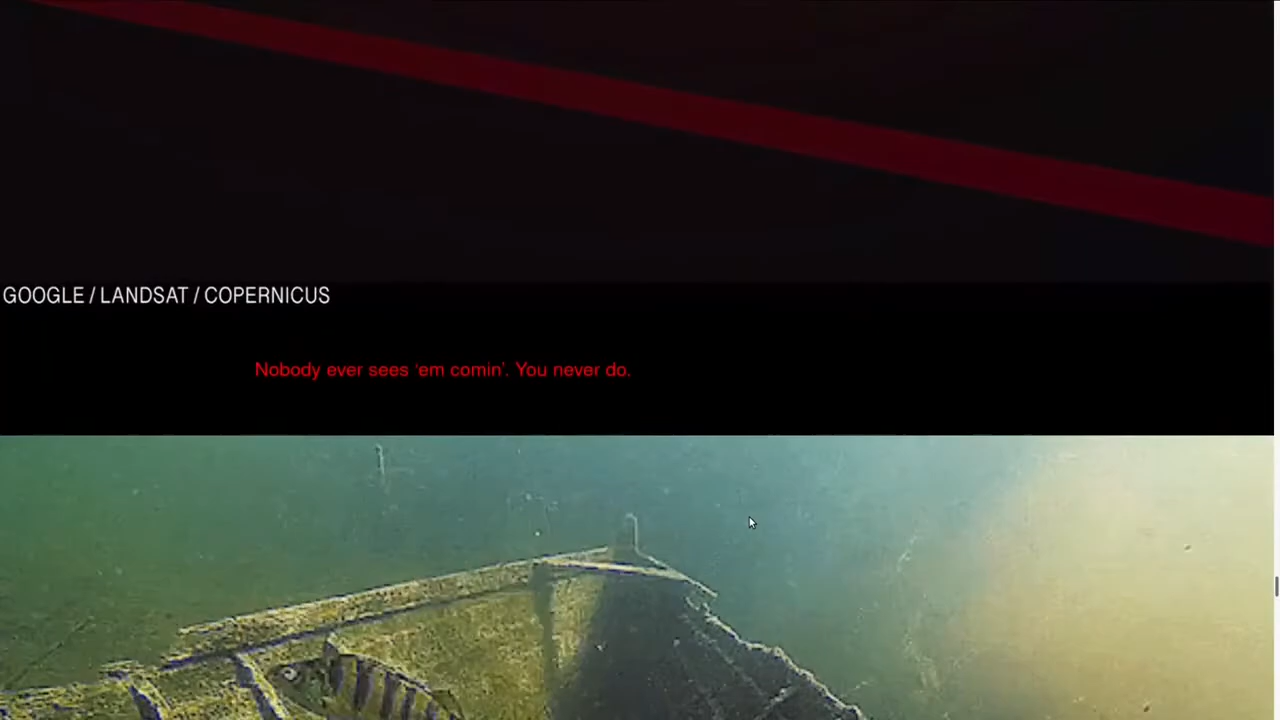 GOOGLE / LANDSAT / COPERNICUS
Nobody ever sees ‘em comin’. You never do.